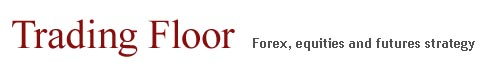 Trading Floor Forex, equities and futures strategy